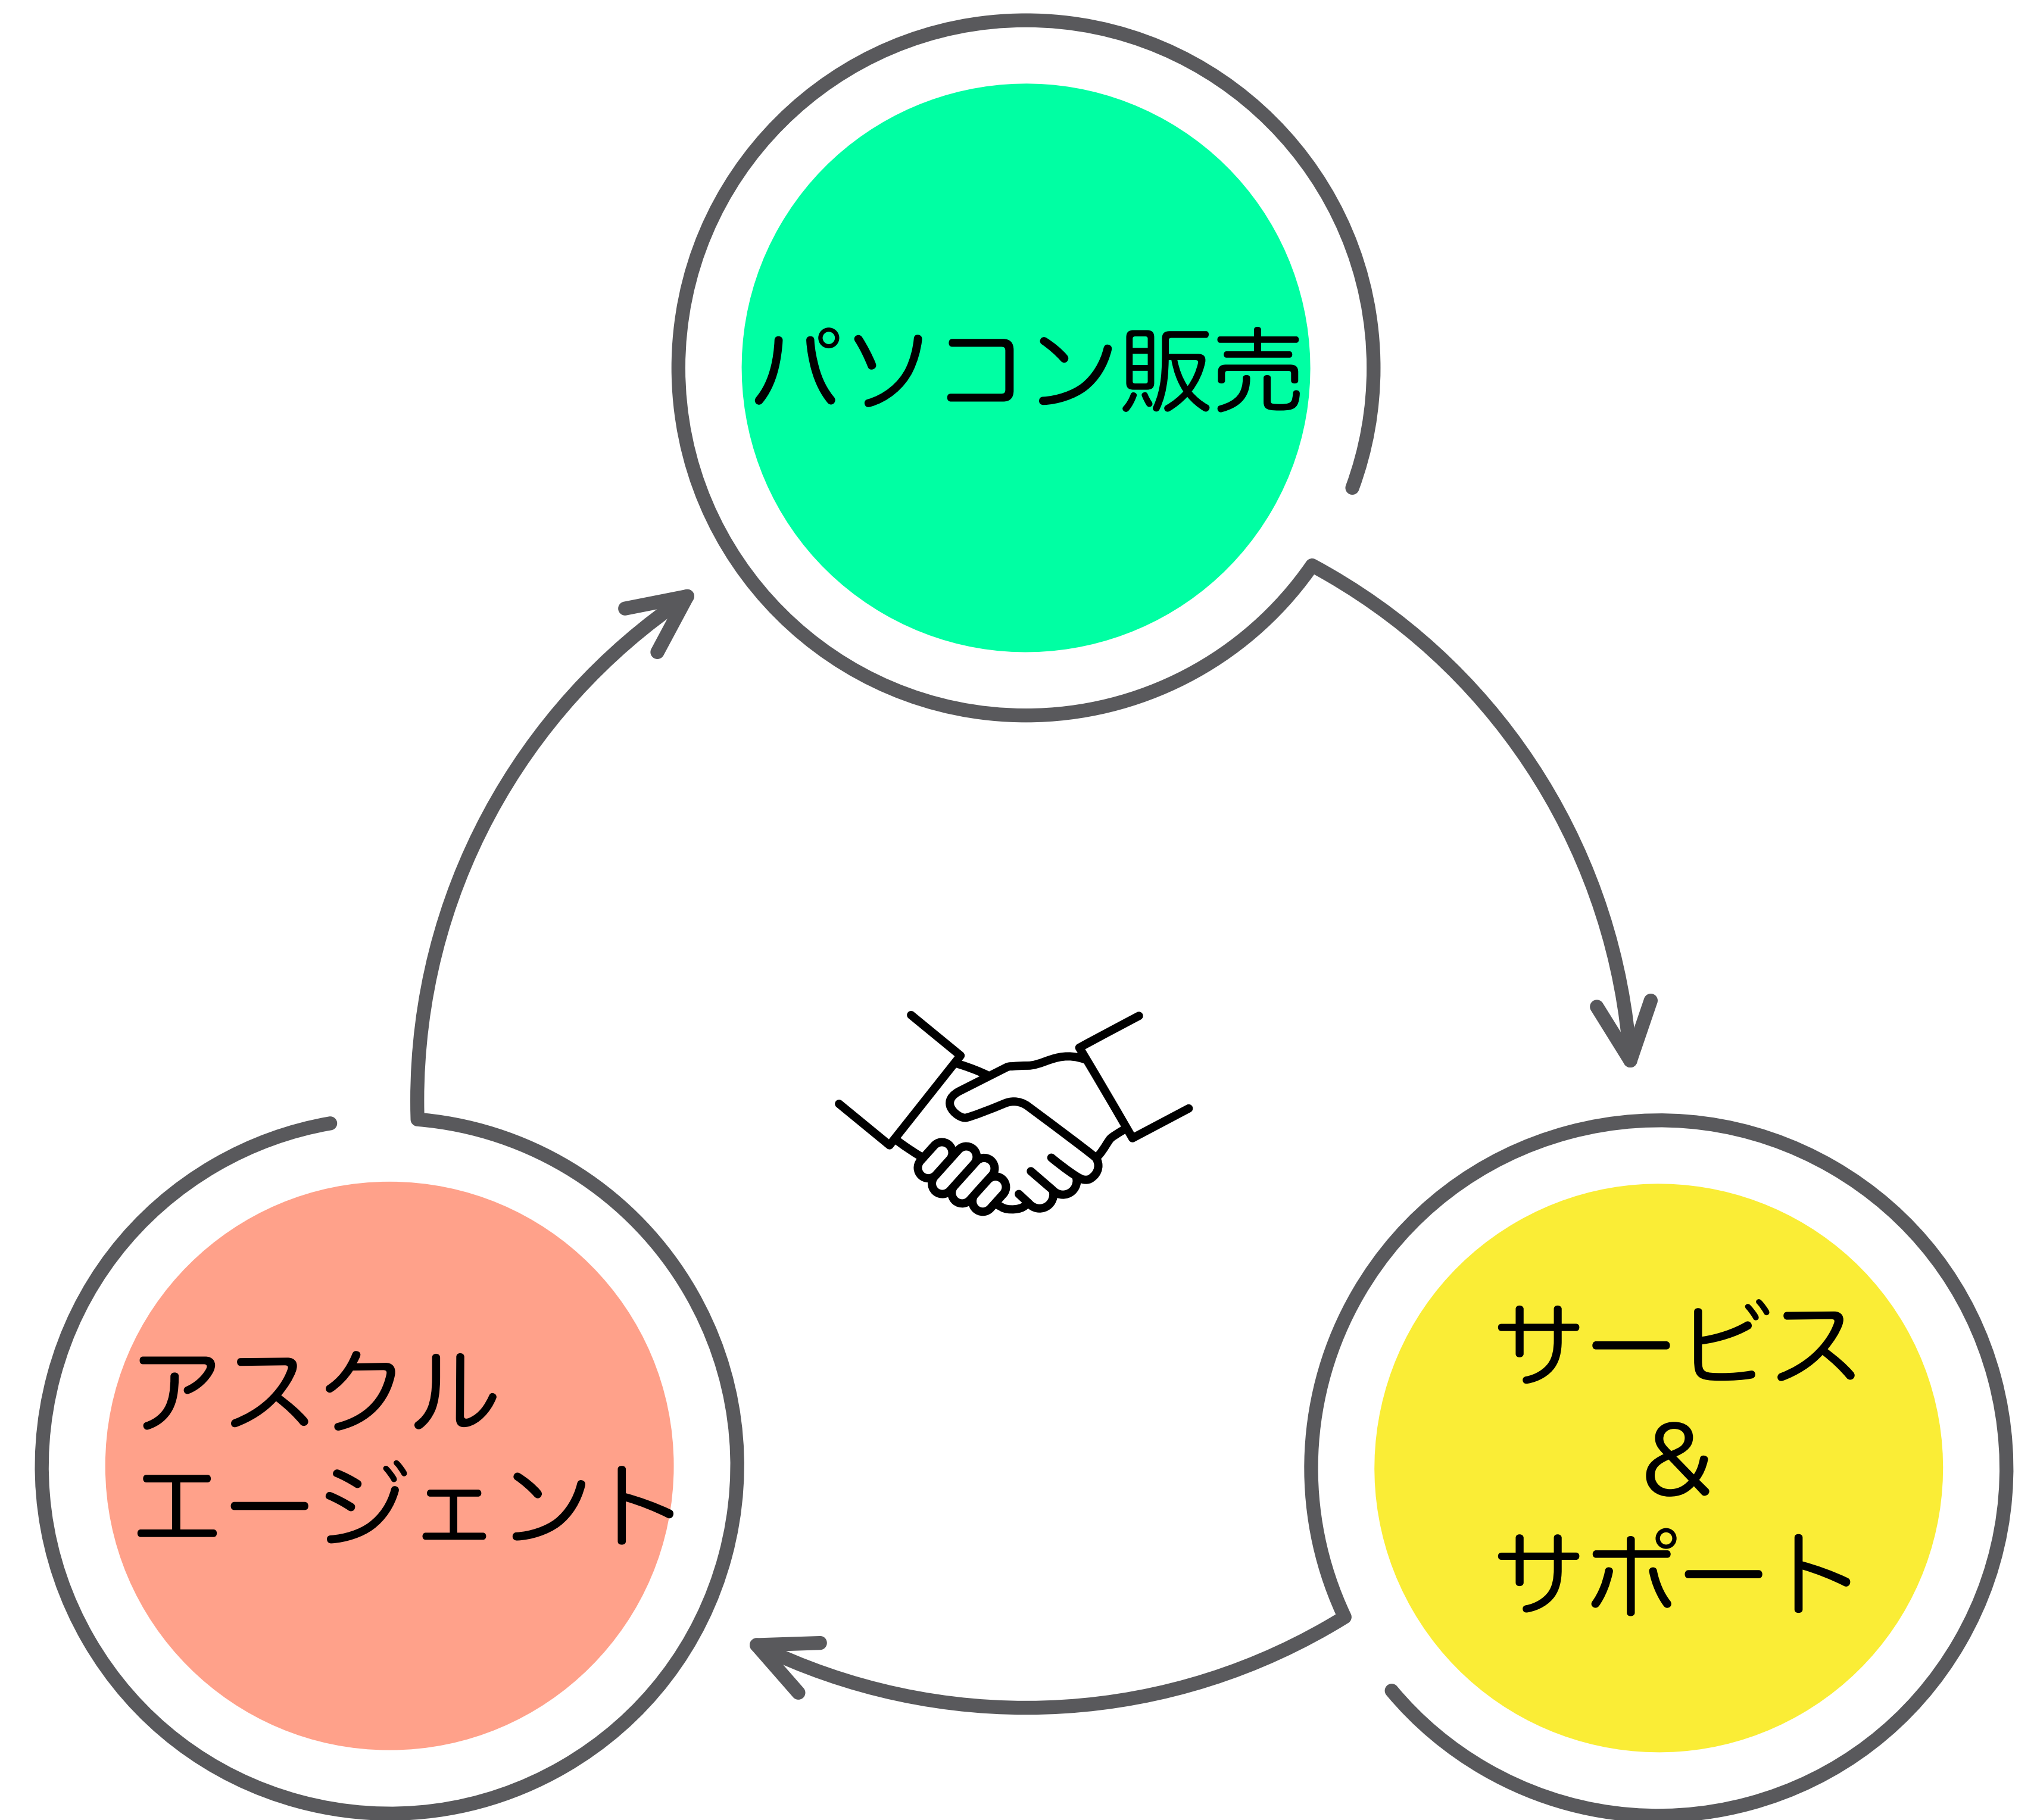 パソコン販売
アスクル
エージェント
サービス
&
サポート